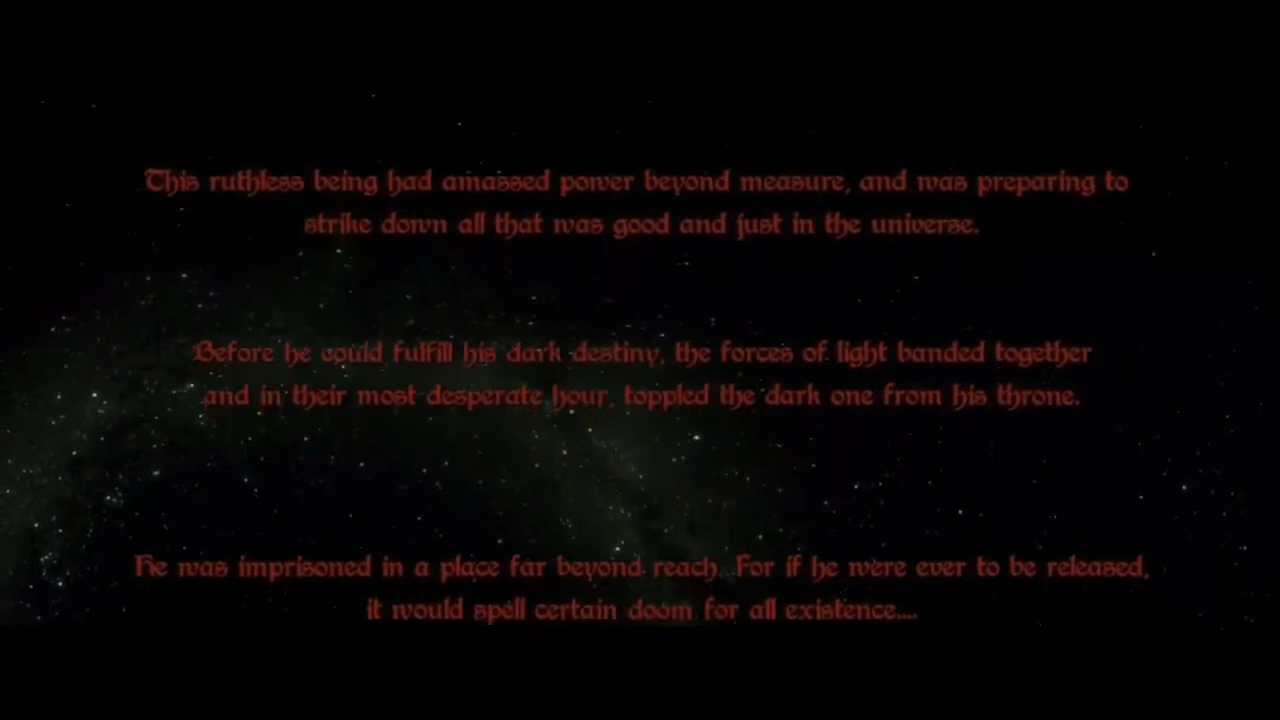 This ruthless being had amassed power beyond measure, and was preparing to
strike down all that was good and just in the universe.
Before he could fulfill his dark destiny, the forces of light banded together
and in their most desperate hour, toppled the dark one from his throne.
He was imprisoned in a place far beyond reach. For if he were ever to be released,
it would spell certain doom for all existence....